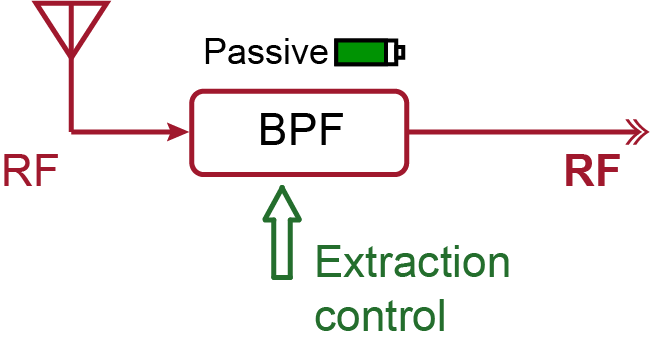 Passive
BPF
RF
RF
Extraction
control